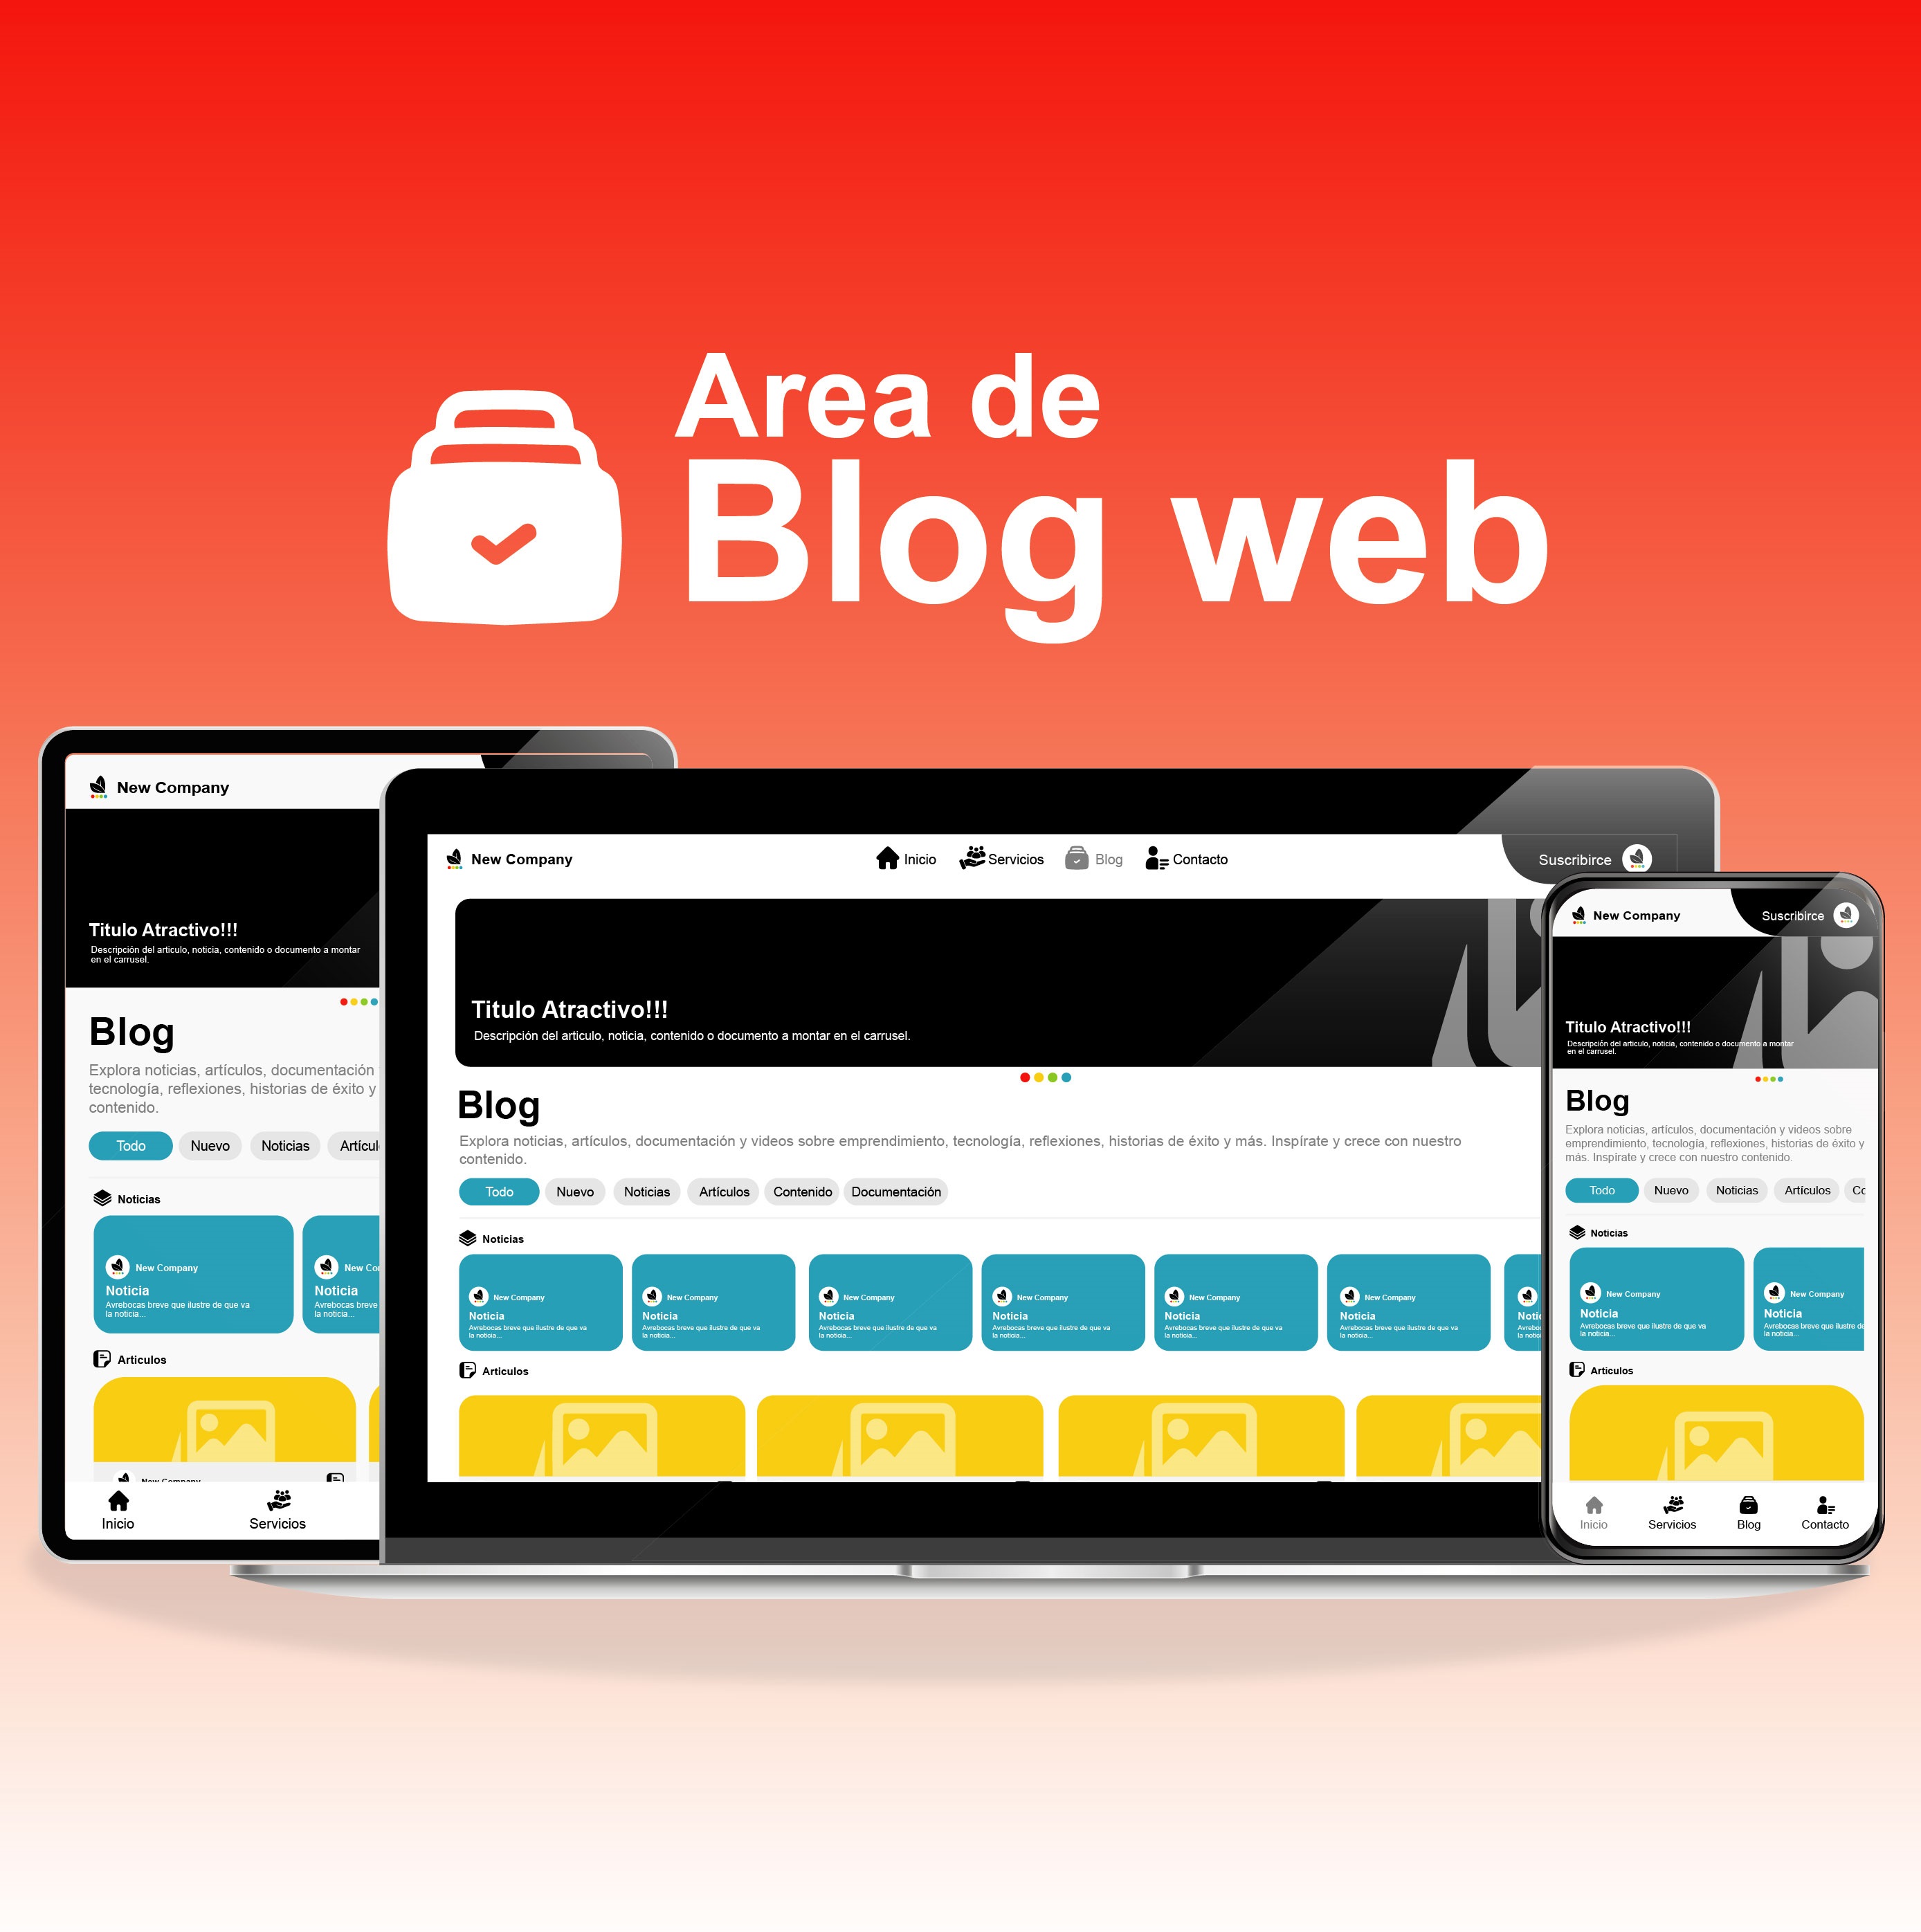 Area de
Blog web
New Company
Titulo Atractivo!!!
Descripción del articulo, noticia, contenido o documento a montar
en el carrusel.
Blog
Explora noticias, artículos, documentación
tecnología, reflexiones, historias de éxito y
contenido.
Todo Nuevo Noticias
Noticias
New Company
Noticia Noticia
Avrebocas breve que ilustre de que va Avrebocas breve
la noticia... la noticia...
Articulos
New Company
Inicio Servicios
New Company Inicio Servicios Blog Contacto Suscribirce
Titulo Atractivo!!!
Descripción del articulo, noticia, contenido o documento a montar en el carrusel.
Blog
Explora noticias, artículos, documentación y videos sobre emprendimiento, tecnología, reflexiones, historias de éxito y más. Inspírate y crece con nuestro
contenido.
Todo Nuevo Noticias Artículos Contenido Documentación
Noticias
New Company New Company New Company New Company New Company New Company
Noticia Noticia Noticia Noticia Noticia Noticia
Avrebocas breve que ilustre de que va Avrebocas breve que ilustre de que va Avrebocas breve que ilustre de que va Avrebocas breve que ilustre de que va Avrebocas breve que ilustre de que va Avrebocas breve que ilustre de que va
la noticia... la noticia... la noticia... la noticia... la noticia... la noticia...
Articulos
New Company Suscribirce
Titulo Atractivo!!!
Descripción del articulo, noticia, contenido o documento a montar
en el carrusel.
Blog
Explora noticias, artículos, documentación y videos sobre
emprendimiento, tecnología, reflexiones, historias de éxito y
más. Inspírate y crece con nuestro contenido.
Todo Nuevo Noticias Artículos
Noticias
New Company New Company
Noticia Noticia
Avrebocas breve que ilustre de que va Avrebocas breve que ilustre de
la noticia... la noticia...
Articulos
Inicio Servicios Blog Contacto